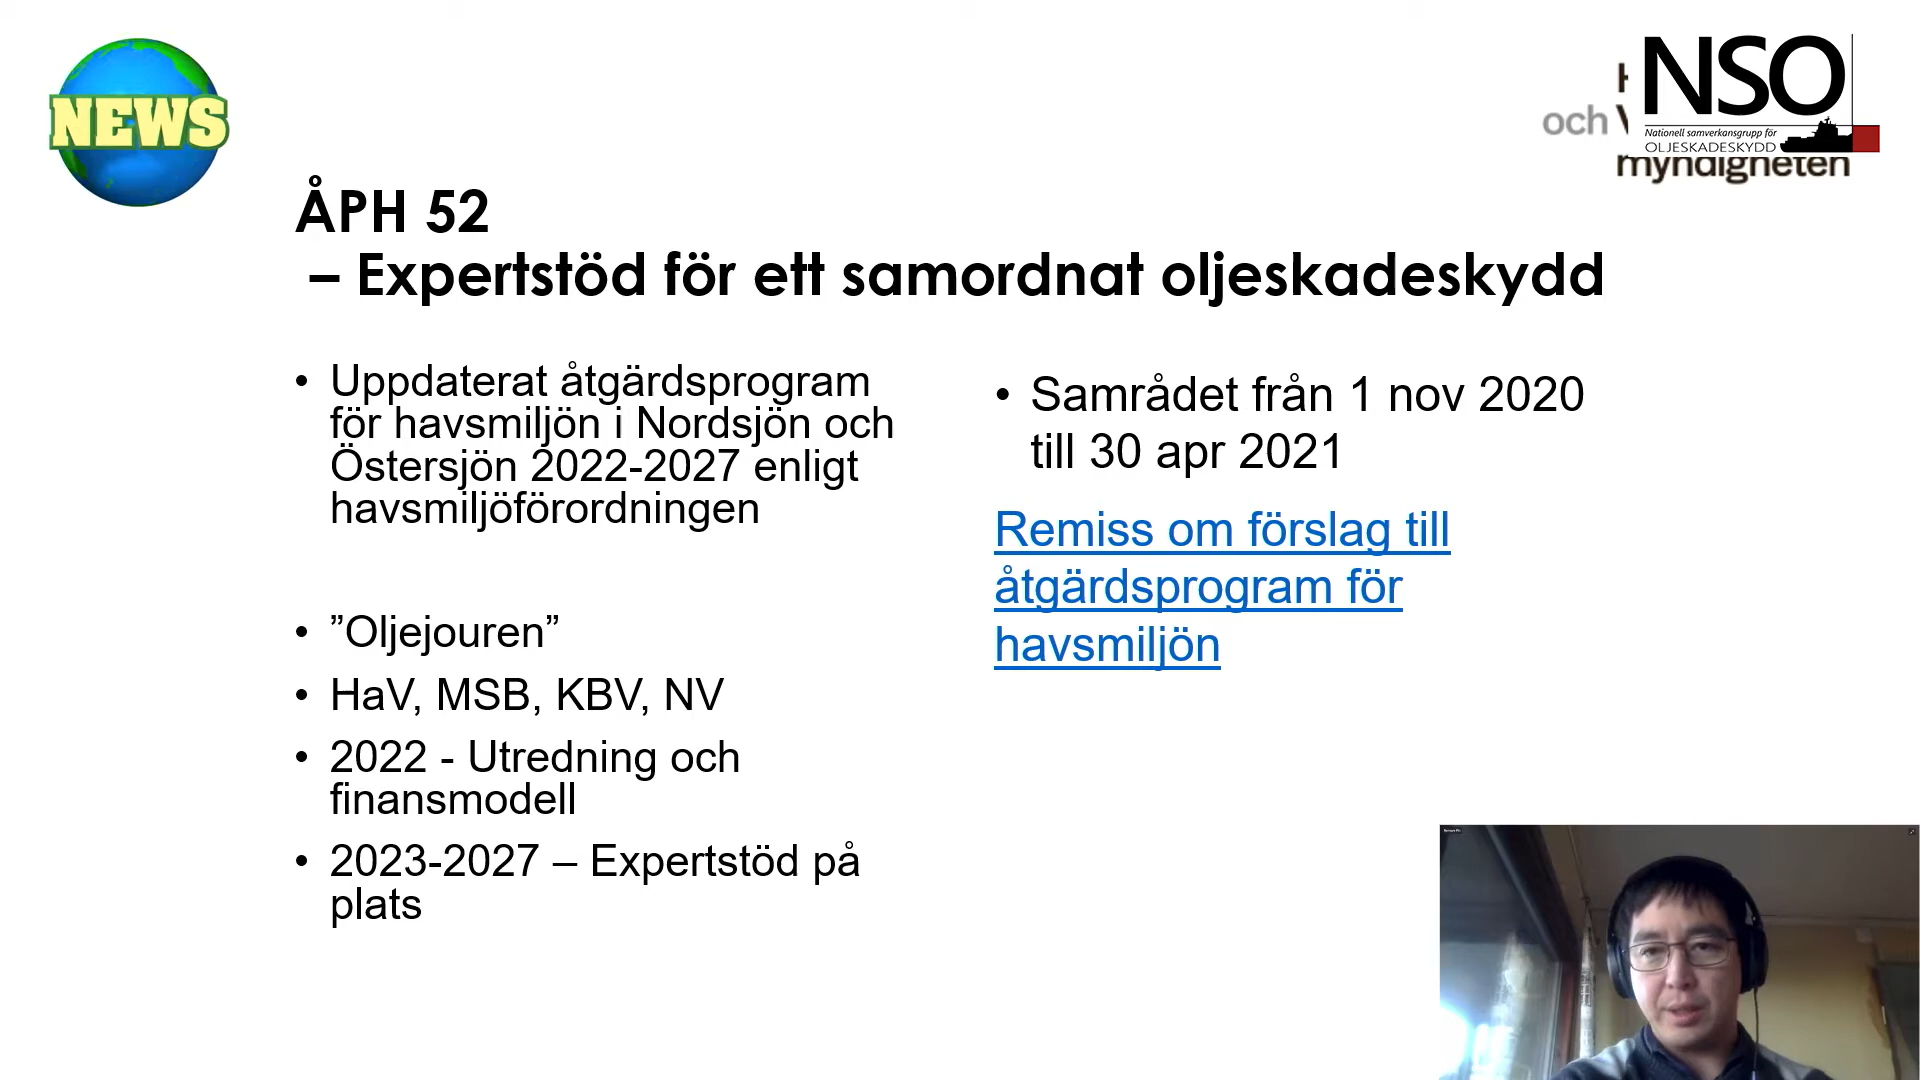 NEWS
NSO
och
Nationell samverkansgrupp för
OLJESKADESKYDD
myndigheten
ÅPH 52
– Expertstöd för ett samordnat oljeskadeskydd
• Uppdaterat åtgärdsprogram
för havsmiljön i Nordsjön och
Östersjön 2022-2027 enligt
havsmiljöförordningen
• ”Oljejouren”
• HaV, MSB, KBV, NV
• 2022 - Utredning och
finansmodell
• 2023-2027 – Expertstöd på
plats
• Samrådet från 1 nov 2020
till 30 apr 2021
Remiss om förslag till
åtgärdsprogram för
havsmiljön